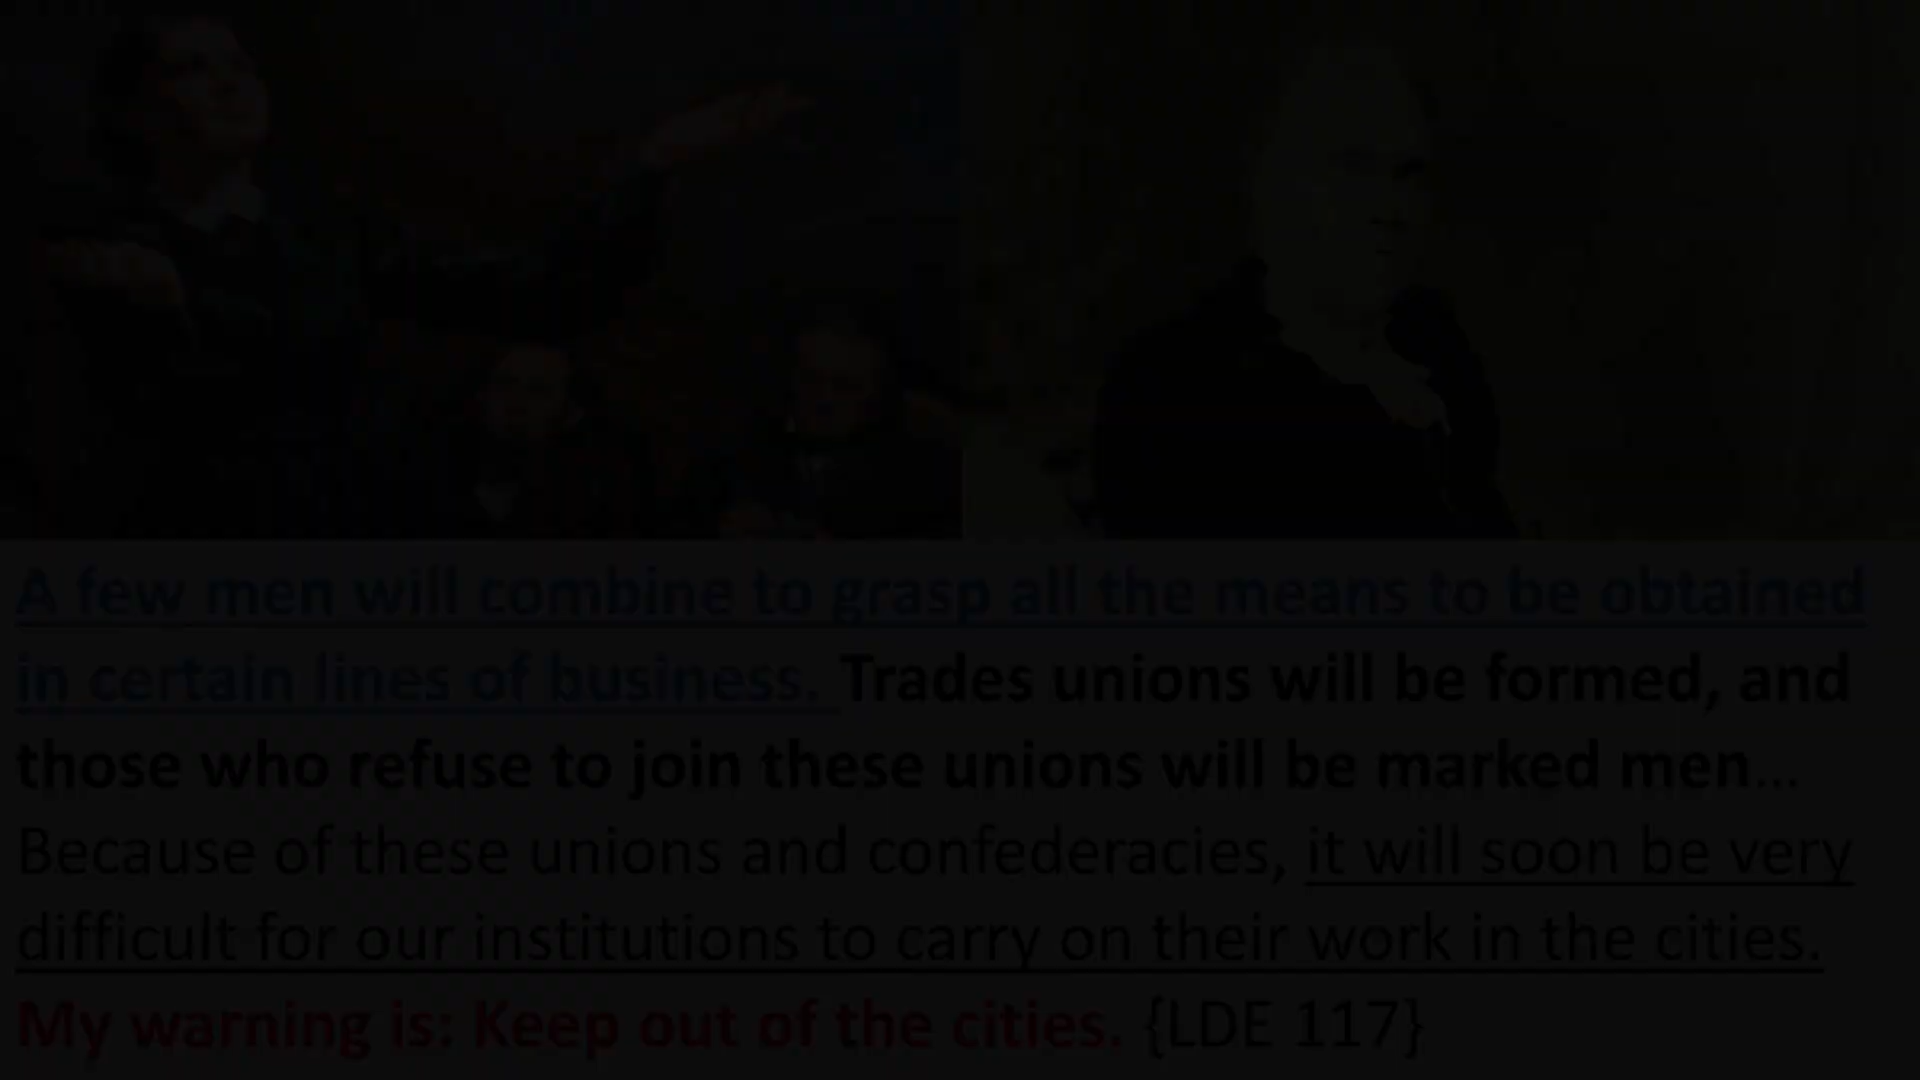 A few men will combine to grasp all the means to be obtained
in certain lines of business. Trades unions will be formed, and
those who refuse to join these unions will be marked men...
Because of these unions and confederacies, it will soon be very
difficult for our institutions to carry on their work in the cities.
My warning is: Keep out of the cities. {LDE 117}